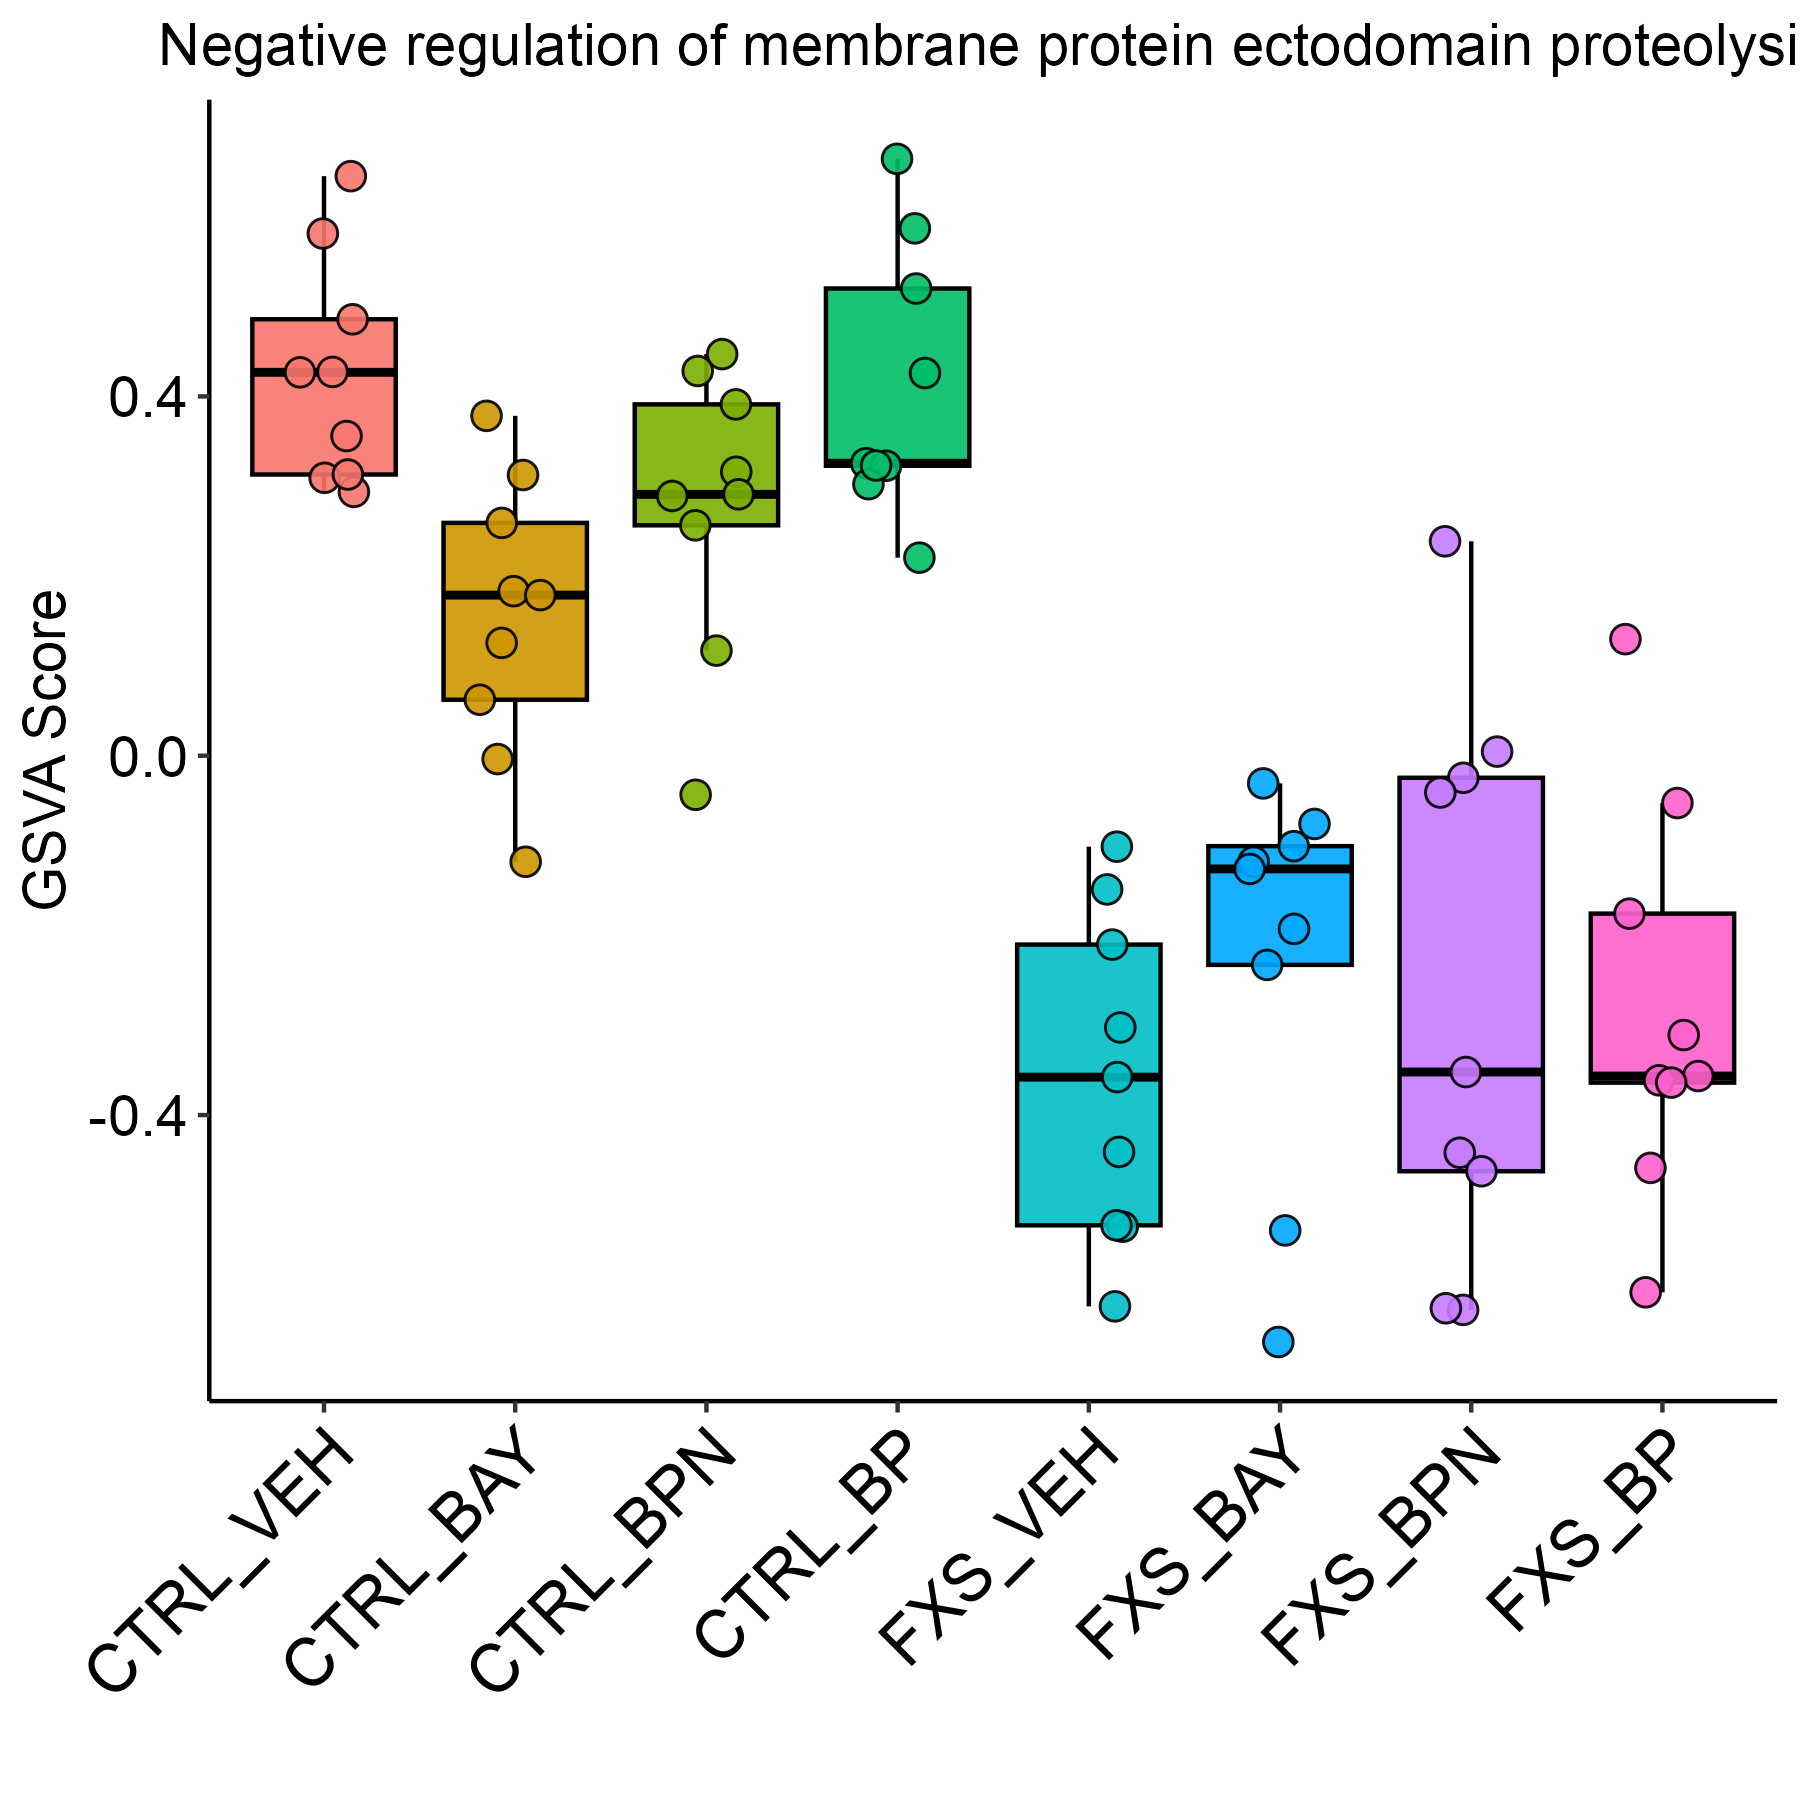 Negative regulation of membrane protein ectodomain proteolysi
GSVA Score
0.4
0.0
-0.4
CTRL_VEH
CTRL_BAY
CTRL_BPN
CTRL_BP
FXS_VEH
FXS_BAY
FXS_BPN
FXS_BP